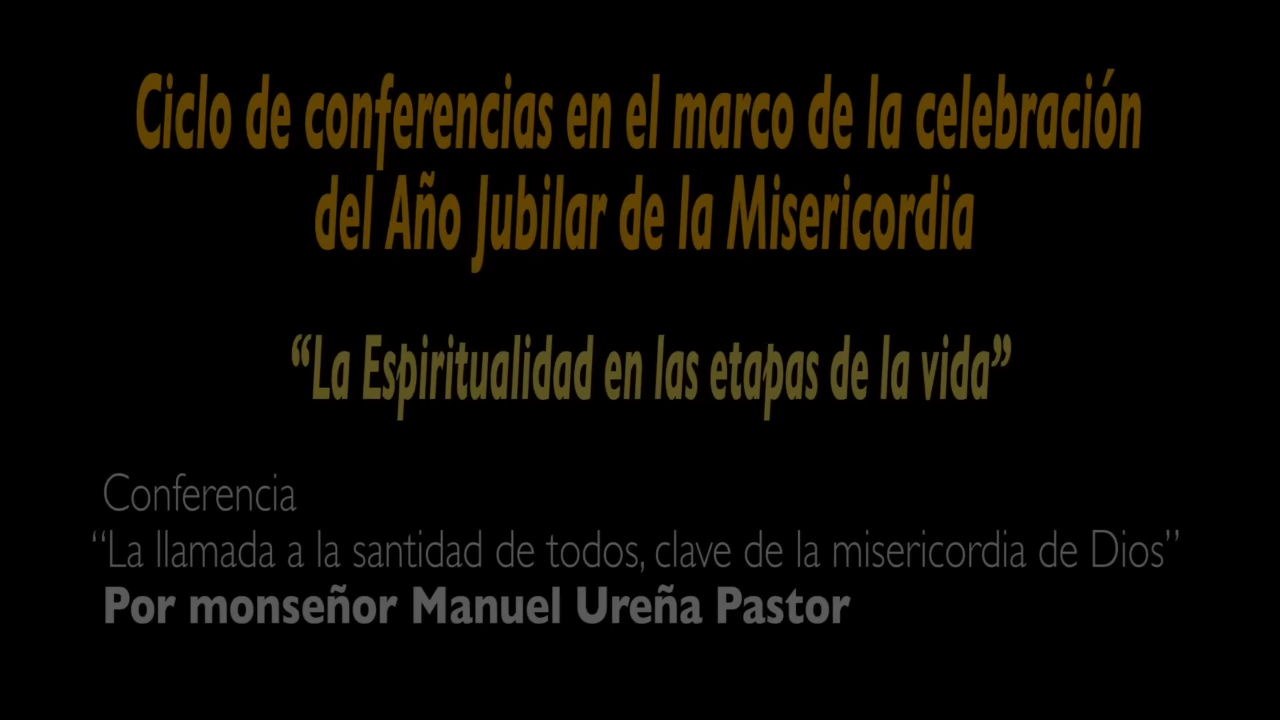 Ciclo de conferencias en el marco de la celebración
del Año Jubilar de la Misericordia
“La Espiritualidad en las etapas de la vida”
Conferencia
“La llamada a la santidad de todos, clave de la misericordia de Dios”
Por monseñor Manuel Ureña Pastor